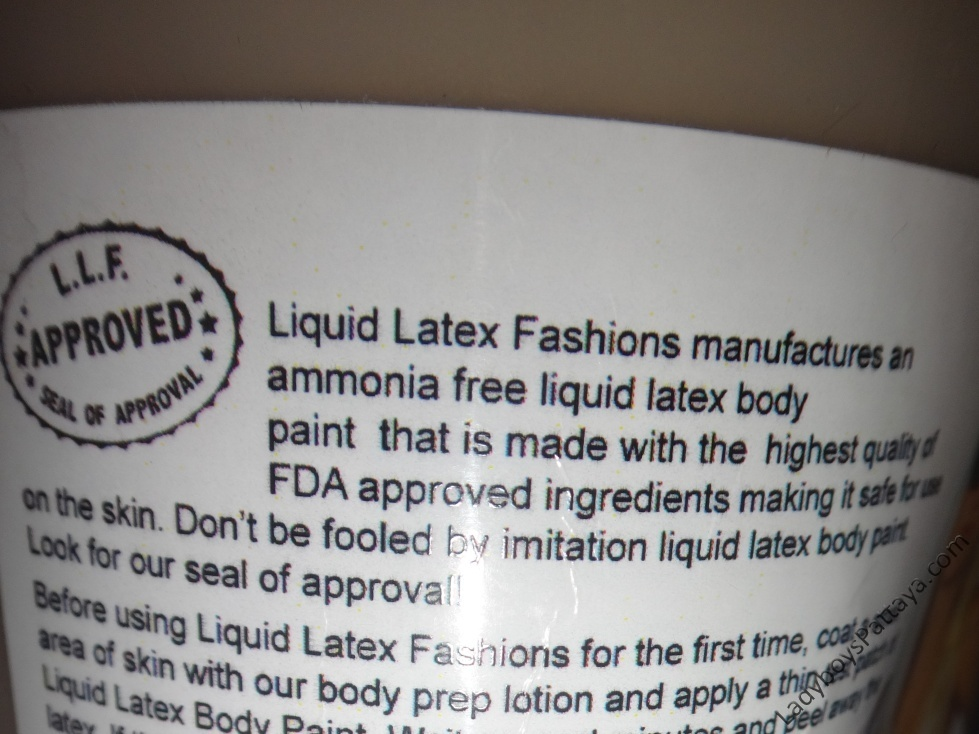 L.L.F.
APPROVED
SEAL OF APPROVAL
Liquid Latex Fashions manufactures an
ammonia free liquid latex body
paint that is made with the highest quality of
FDA approved ingredients making it safe for use
on the skin. Don't be fooled by imitation liquid latex body paint
Look for our seal of approval!
Before using Liquid Latex Fashions for the first time, coat
area of skin with our body prep lotion and apply a thin
Liquid Latex Body Paint. and peel away
latex.
LadyboysPattaya.com